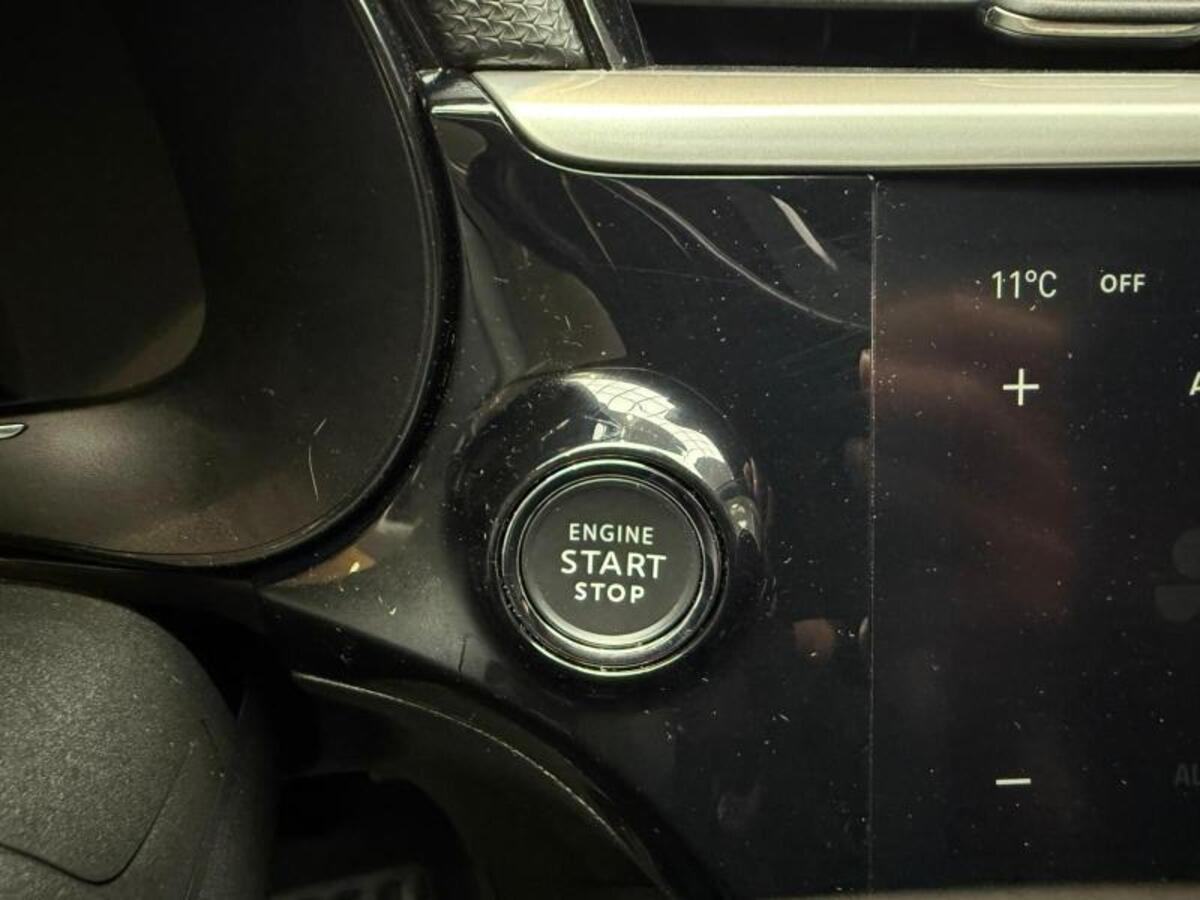 11°C OFF
+
ENGINE
START
STOP
−